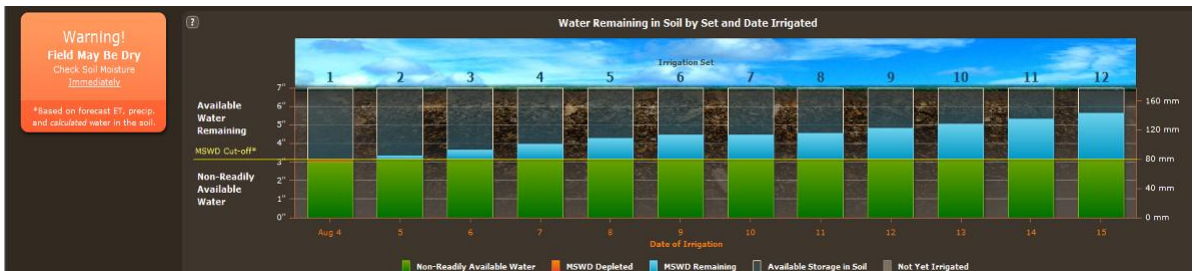 Warning!
Field May Be Dry
Check Soil Moisture
Immediately
*Based on forecast ET, precip.
and calculated water in the soil.
?
Water Remaining in Soil by Set and Date Irrigated
Irrigation Set
1 2 3 4 5 6 7 8 9 10 11 12
7"
6"
5"
4"
3"
2"
1"
0"
Available
Water
Remaining
MSWD Cut-off*
Non-Readily
Available
Water
160 mm
120 mm
80 mm
40 mm
0 mm
Aug 4 5 6 7 8 9 10 11 12 13 14 15
Date of Irrigation
Non-Readily Available Water MSWD Depleted MSWD Remaining Available Storage in Soil Not Yet Irrigated